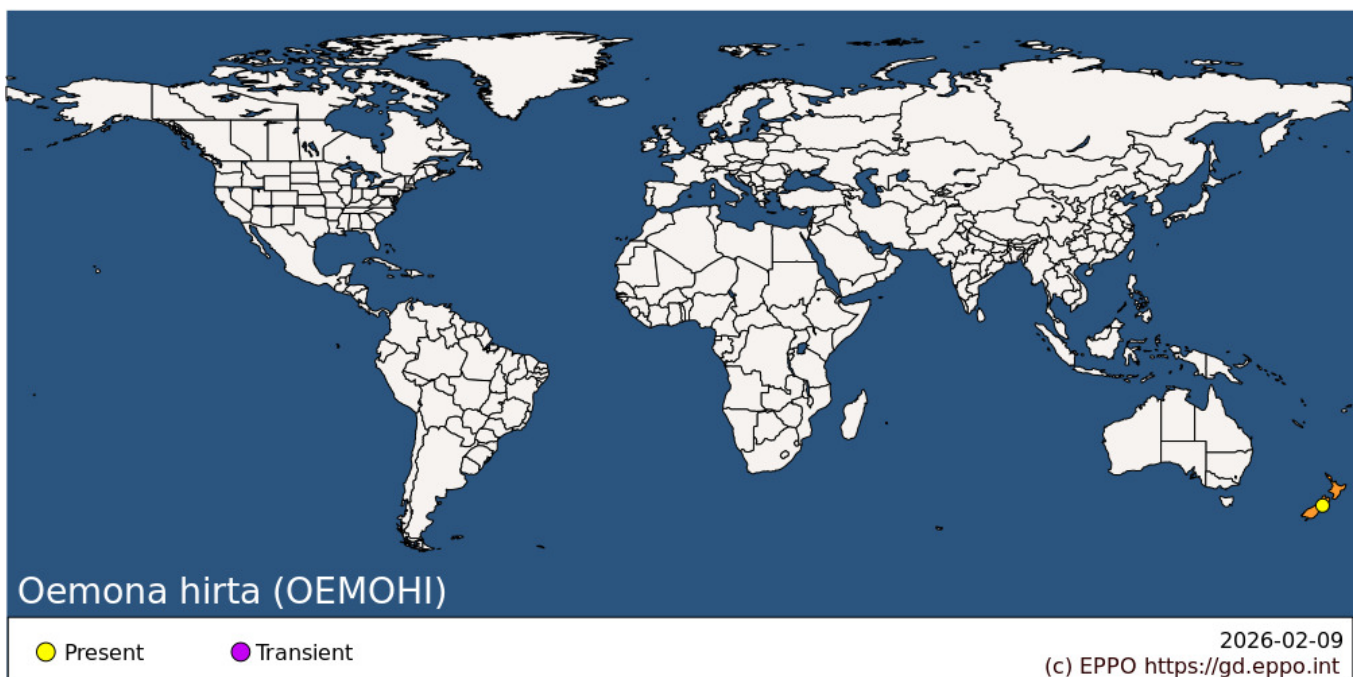 Oemona hirta (OEMOHI)
Present
Transient
2026-02-09
(c) EPPO https://gd.eppo.int